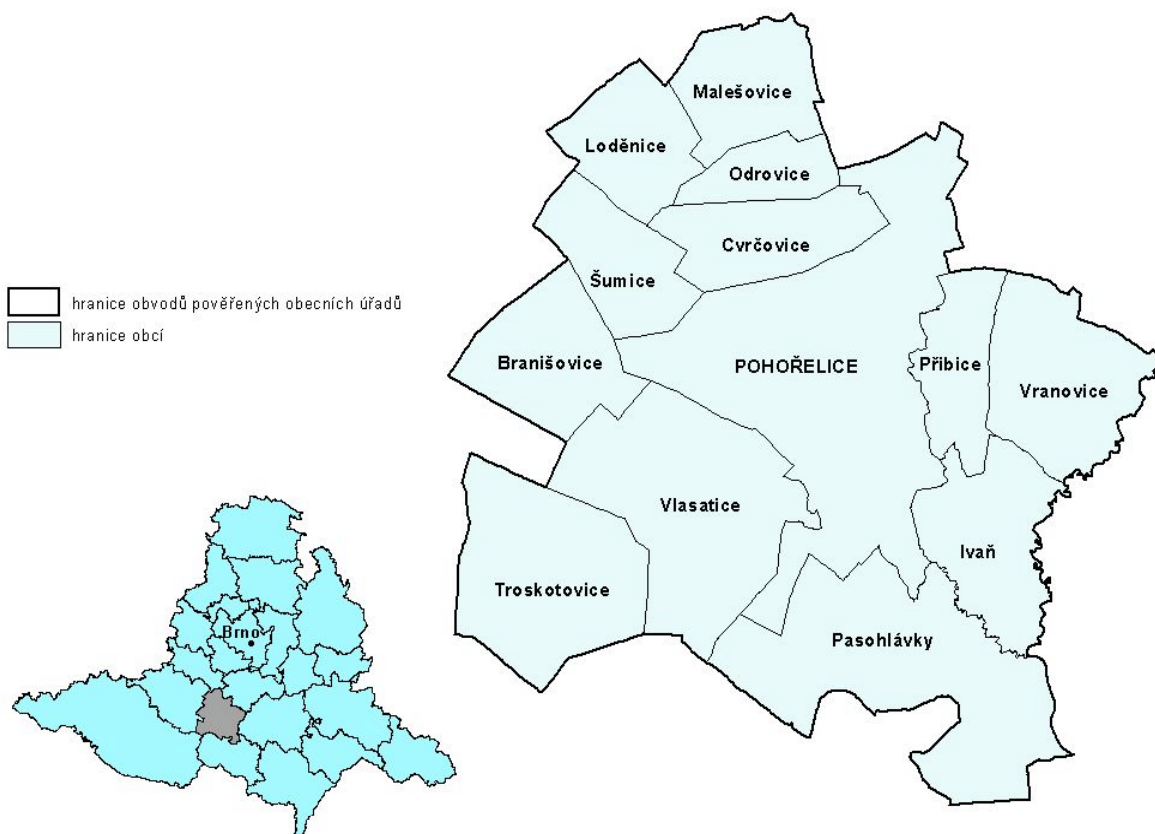 Malešovice
Loděnice
Odrovice
Cvrčovice
Šumice
hranice obvodů pověřených obecních úřadů
hranice obcí
Branišovice
POHOŘELICE
Přibice
Vranovice
Vlasatice
Ivaň
Troskotovice
Brno
Pasohlávky